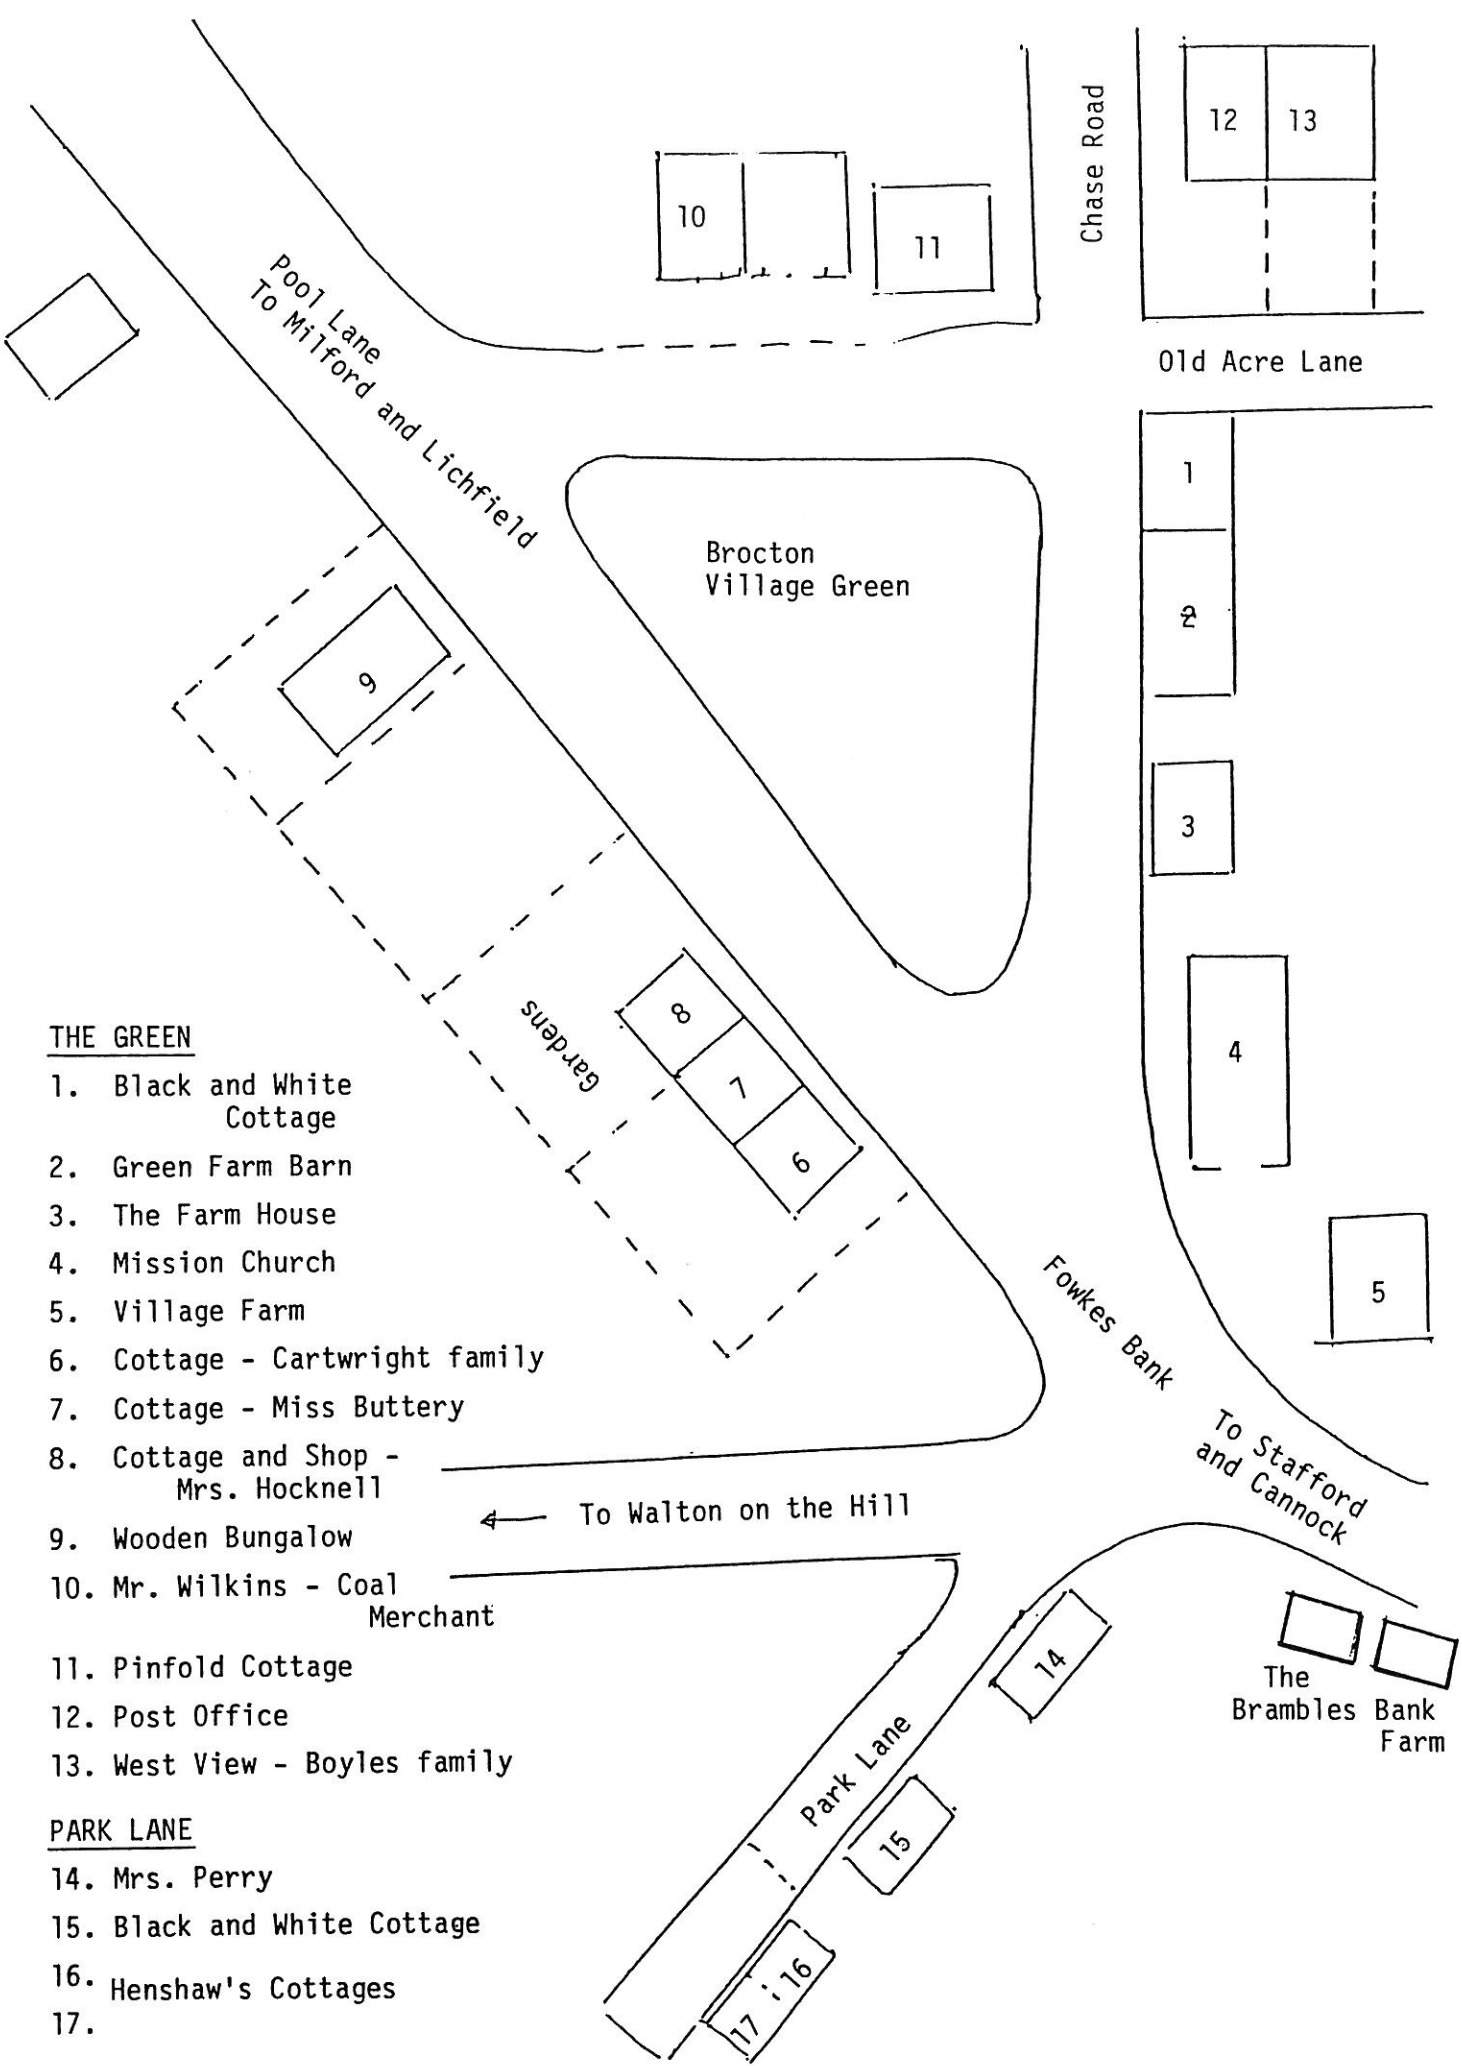 Chase Road
12
13
10
11
Pool Lane
To Milford and Lichfield
Old Acre Lane
Brocton
Village Green
1
2
3
4
5
9
8
7
6
Gardens
Fowkes Bank
To Stafford
and Cannock
To Walton on the Hill
14
The
Brambles
Bank
Farm
Park Lane
15
16
17
THE GREEN
1. Black and White
Cottage
2. Green Farm Barn
3. The Farm House
4. Mission Church
5. Village Farm
6. Cottage - Cartwright family
7. Cottage - Miss Buttery
8. Cottage and Shop -
Mrs. Hocknell
9. Wooden Bungalow
10. Mr. Wilkins - Coal
Merchant
11. Pinfold Cottage
12. Post Office
13. West View - Boyles family
PARK LANE
14. Mrs. Perry
15. Black and White Cottage
16.
Henshaw's Cottages
17.